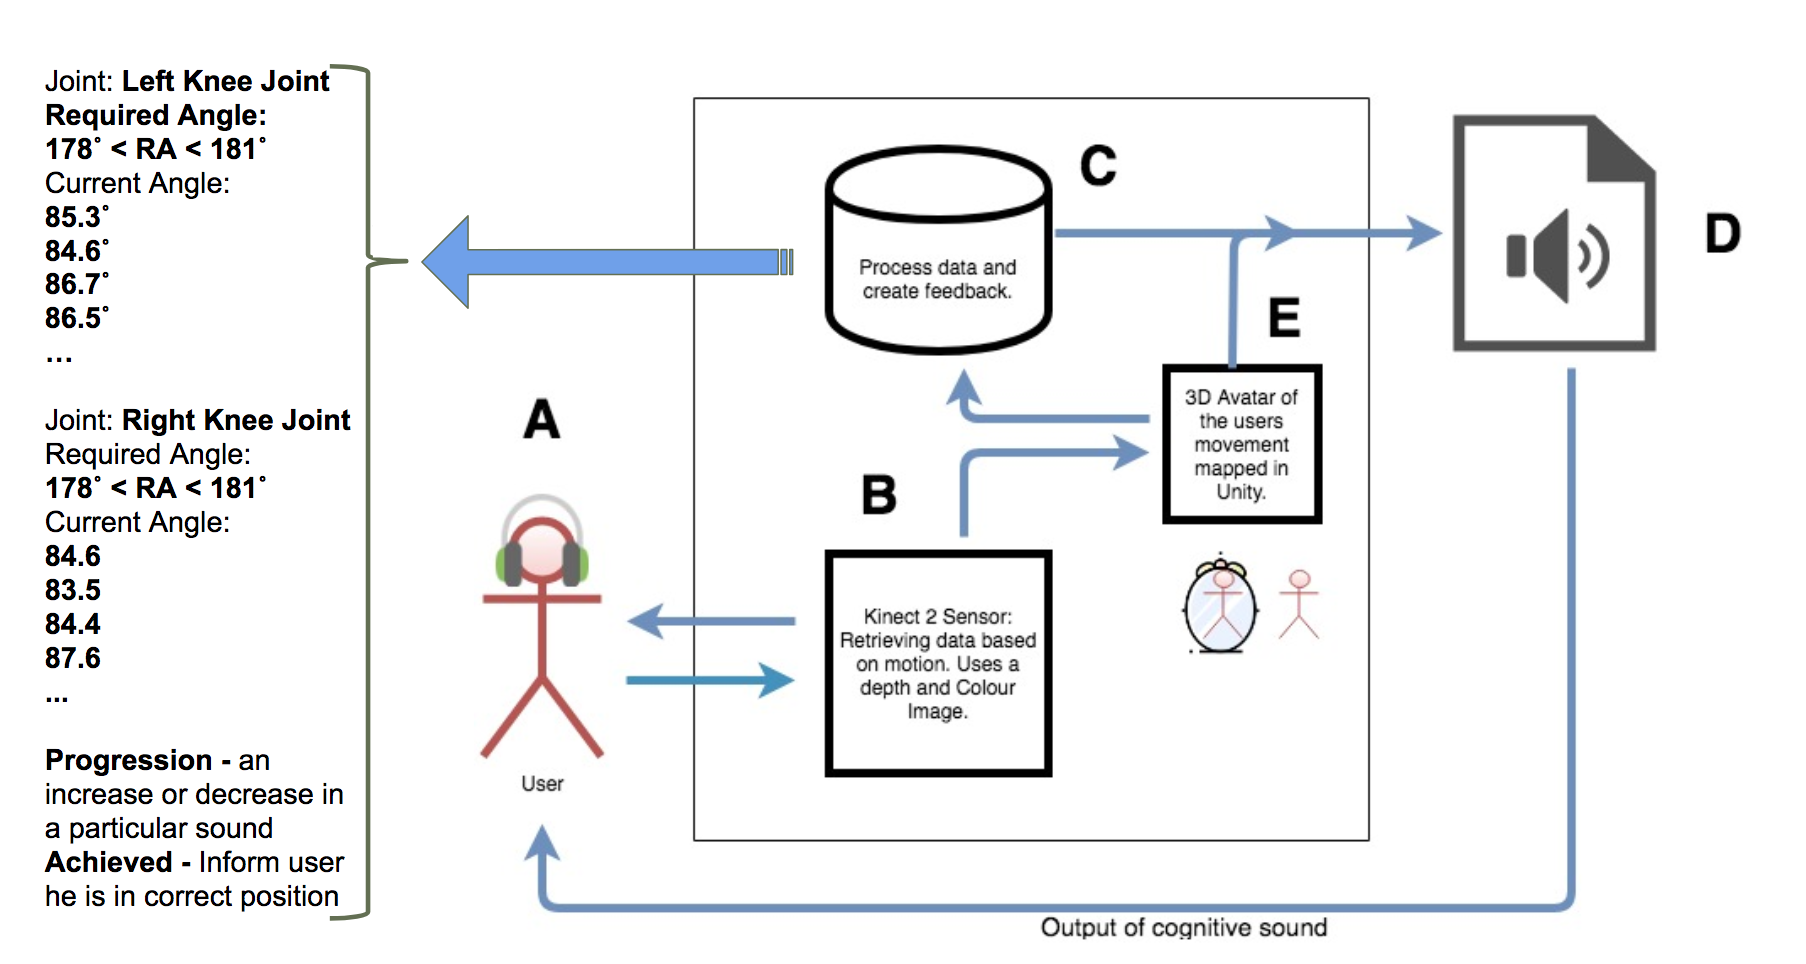 Joint: Left Knee Joint
Required Angle:
178˚ < RA < 181˚
Current Angle:
85.3˚
84.6˚
86.7˚
86.5˚
...
Joint: Right Knee Joint
Required Angle:
178˚ < RA < 181˚
Current Angle:
84.6
83.5
84.4
87.6
...
Progression - an
increase or decrease in
a particular sound
Achieved - Inform user
he is in correct position
A
User
B
Kinect 2 Sensor:
Retrieving data based
on motion. Uses a
depth and Colour
Image.
C
Process data and
create feedback.
E
3D Avatar of
the users
movement
mapped in
Unity.
D
Output of cognitive sound